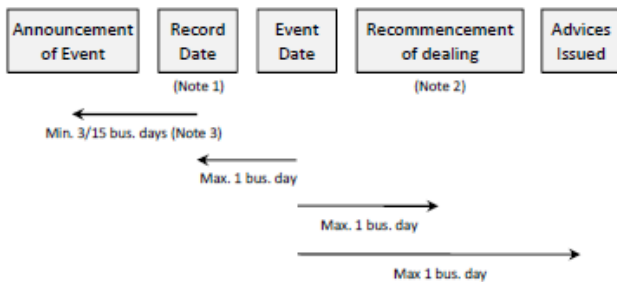 Announcement
of Event
Record
Date
Event
Date
Recommencement
of dealing
Advices
Issued
(Note 1)
(Note 2)
Min. 3/15 bus. days (Note 3)
Max. 1 bus. day
Max. 1 bus. day
Max 1 bus. day